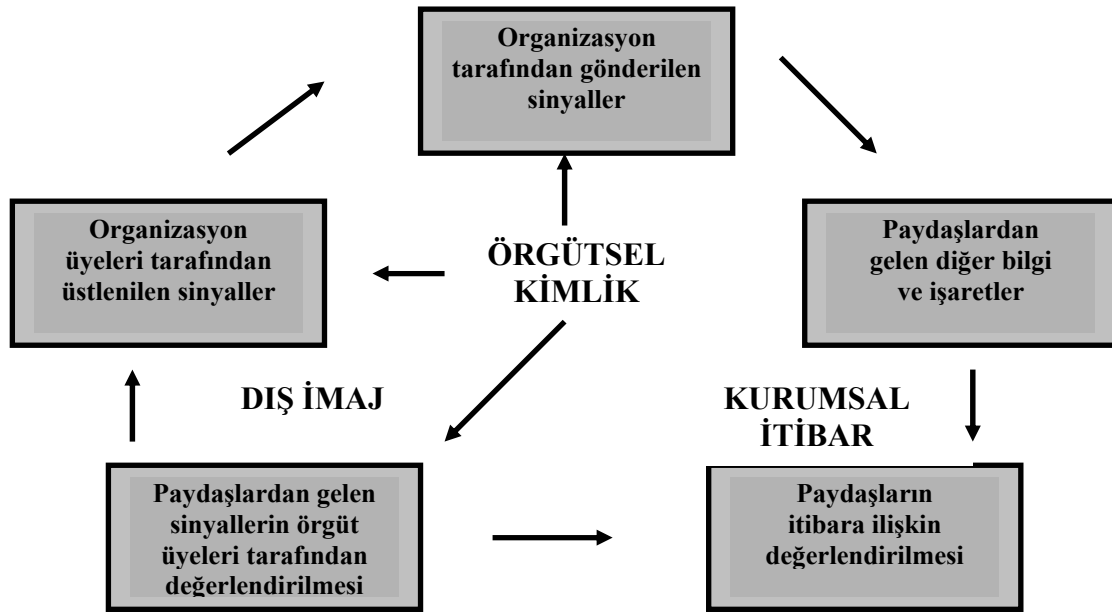 Organizasyon
tarafından gönderilen
sinyaller
Organizasyon
üyeleri tarafından
üstlenilen sinyaller
ÖRGÜTSEL
KİMLİK
Paydaşlardan
gelen diğer bilgi
ve işaretler
DIŞ İMAJ
KURUMSAL
İTİBAR
Paydaşlardan gelen
sinyallerin örgüt
üyeleri tarafından
değerlendirilmesi
Paydaşların
itibara ilişkin
değerlendirilmesi